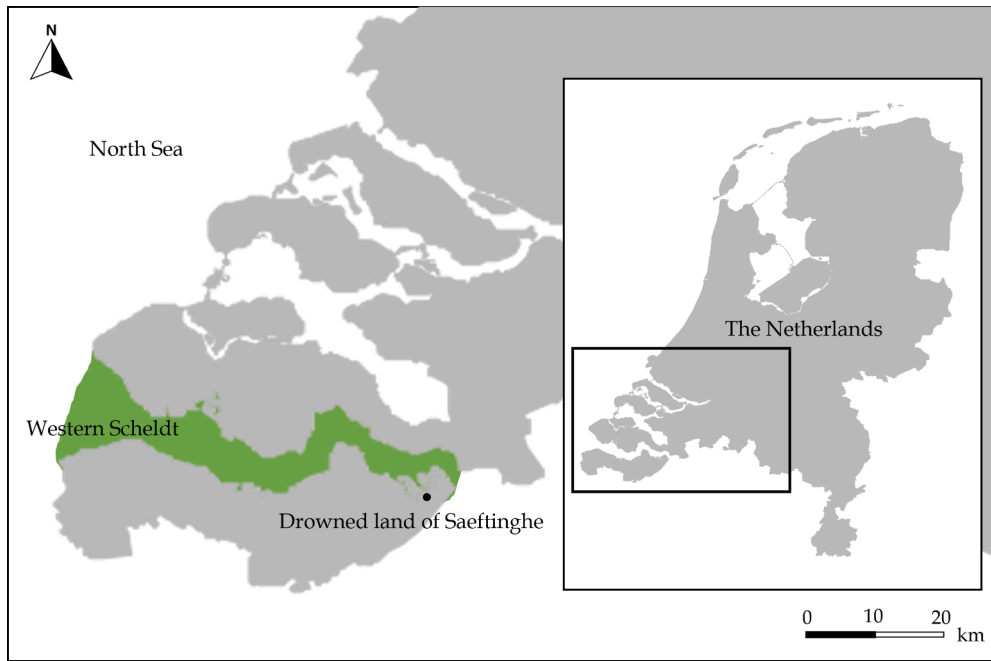 N
North Sea
The Netherlands
Western Scheldt
Drowned land of Saeftinghe
0 10 20
km